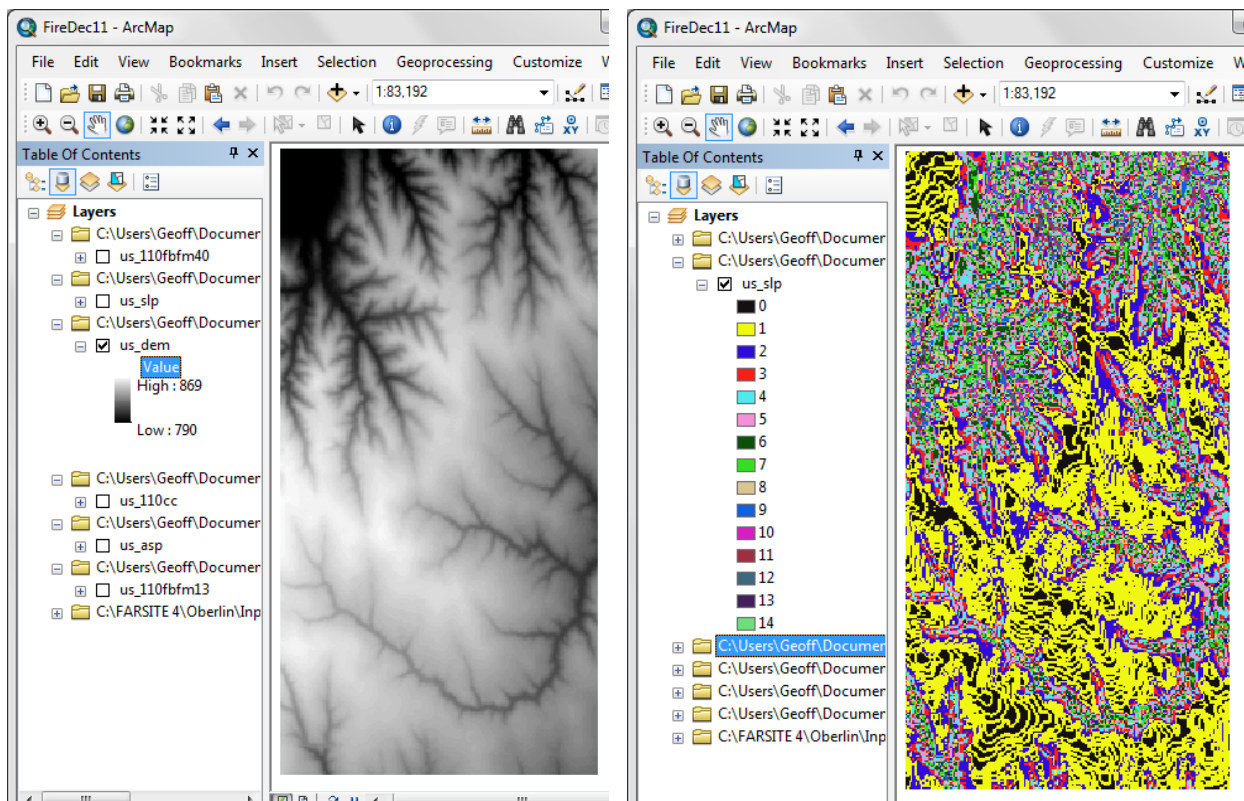 FireDec11 - ArcMap
File Edit View Bookmarks Insert Selection Geoprocessing Customize W
1:83,192
XY
Table Of Contents
Layers
C:\Users\Geoff\Documer
us_110fbfm40
C:\Users\Geoff\Documer
us_slp
C:\Users\Geoff\Documer
us_dem
Value
High : 869
Low : 790
C:\Users\Geoff\Documer
us_110cc
C:\Users\Geoff\Documer
us_asp
C:\Users\Geoff\Documer
us_110fbfm13
C:\FARSITE 4\Oberlin\Inp
FireDec11 - ArcMap
File Edit View Bookmarks Insert Selection Geoprocessing Customize W
1:83,192
XY
Table Of Contents
Layers
C:\Users\Geoff\Documer
C:\Users\Geoff\Documer
us_slp
0
1
2
3
4
5
6
7
8
9
10
11
12
13
14
C:\Users\Geoff\Documer
C:\Users\Geoff\Documer
C:\Users\Geoff\Documer
C:\Users\Geoff\Documer
C:\FARSITE 4\Oberlin\Inp